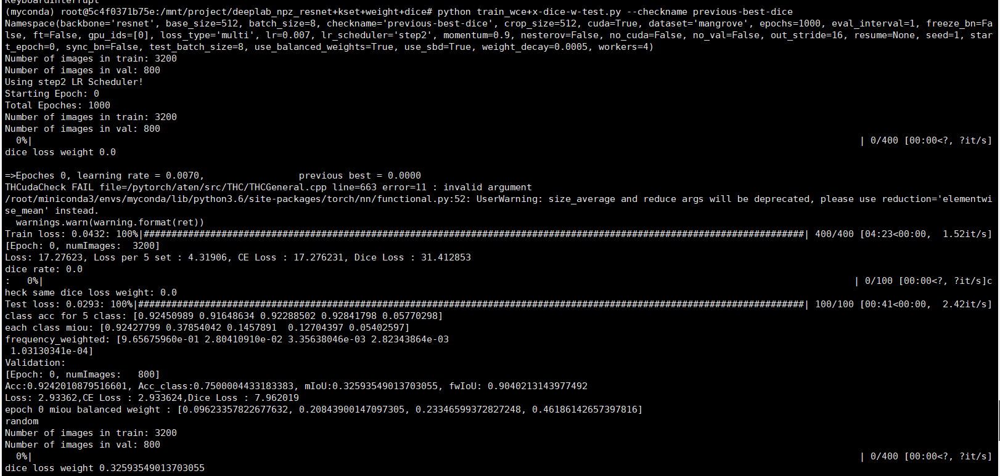 KeyboardInterrupt
(myconda) root@5c4f0371b75e:/mnt/project/deeplab_npz_resnet+kset+weight+dice# python train_wce+x-dice-w-test.py --checkname previous-best-dice
Namespace(backbone='resnet', base_size=512, batch_size=8, checkname='previous-best-dice', crop_size=512, cuda=True, dataset='mangrove', epochs=1000, eval_interval=1, freeze_bn=Fa
lse, ft=False, gpu_ids=[0], loss_type='multi', lr=0.007, lr_scheduler='step2', momentum=0.9, nesterov=False, no_cuda=False, no_val=False, out_stride=16, resume=None, seed=1, star
t_epoch=0, sync_bn=False, test_batch_size=8, use_balanced_weights=True, use_sbd=True, weight_decay=0.0005, workers=4)
Number of images in train: 3200
Number of images in val: 800
Using step2 LR Scheduler!
Starting Epoch: 0
Total Epoches: 1000
Number of images in train: 3200
Number of images in val: 800
  0%| | 0/400 [00:00<?, ?it/s]
dice loss weight 0.0
=>Epoches 0, learning rate = 0.0070, previous best = 0.0000
THCudaCheck FAIL file=/pytorch/aten/src/THC/THCGeneral.cpp line=663 error=11 : invalid argument
/root/miniconda3/envs/myconda/lib/python3.6/site-packages/torch/nn/functional.py:52: UserWarning: size_average and reduce args will be deprecated, please use reduction='elementwi
se_mean' instead.
  warnings.warn(warning.format(ret))
Train loss: 0.0432: 100%|#######################################################################################################################| 400/400 [04:23<00:00,  1.52it/s]
[Epoch: 0, numImages:  3200]
Loss: 17.27623, Loss per 5 set : 4.31906, CE Loss : 17.276231, Dice Loss : 31.412853
dice rate: 0.0
:   0%| | 0/100 [00:00<?, ?it/s]c
heck same dice loss weight: 0.0
Test loss: 0.0293: 100%|########################################################################################################################| 100/100 [00:41<00:00,  2.42it/s]
class acc for 5 class: [0.92450989 0.91648634 0.92288502 0.92841798 0.05770298]
each class miou: [0.92427799 0.37854042 0.1457891  0.12704397 0.05402597]
frequency_weighted: [9.65675960e-01 2.80410910e-02 3.35638046e-03 2.82343864e-03
 1.03130341e-04]
Validation:
[Epoch: 0, numImages:   800]
Acc:0.9242010879516601, Acc_class:0.7500004433183383, mIoU:0.32593549013703055, fwIoU: 0.9040213143977492
Loss: 2.93362,CE Loss : 2.933624,Dice Loss : 7.962019
epoch 0 miou balanced weight : [0.09623357822677632, 0.20843900147097305, 0.23346599372827248, 0.46186142657397816]
random
Number of images in train: 3200
Number of images in val: 800
  0%| | 0/400 [00:00<?, ?it/s]
dice loss weight 0.32593549013703055